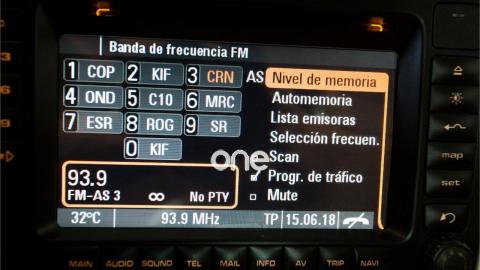 Banda de frecuencia FM
1 COP 2 KIF 3 CRN AS Nivel de memoria
4 OND 5 C10 6 MRC Automemoria
7 ESR 8 ROG 9 SR Lista emisoras
0 KIF Selección frecuen.
one
Scan
93.9 Progr. de tráfico
FM-AS 3 ∞ No PTY Mute
32°C 93.9 MHz TP 15.06.18
map
set
MAIN AUDIO SOUND TEL MAIL INFO AV TRIP NAVI